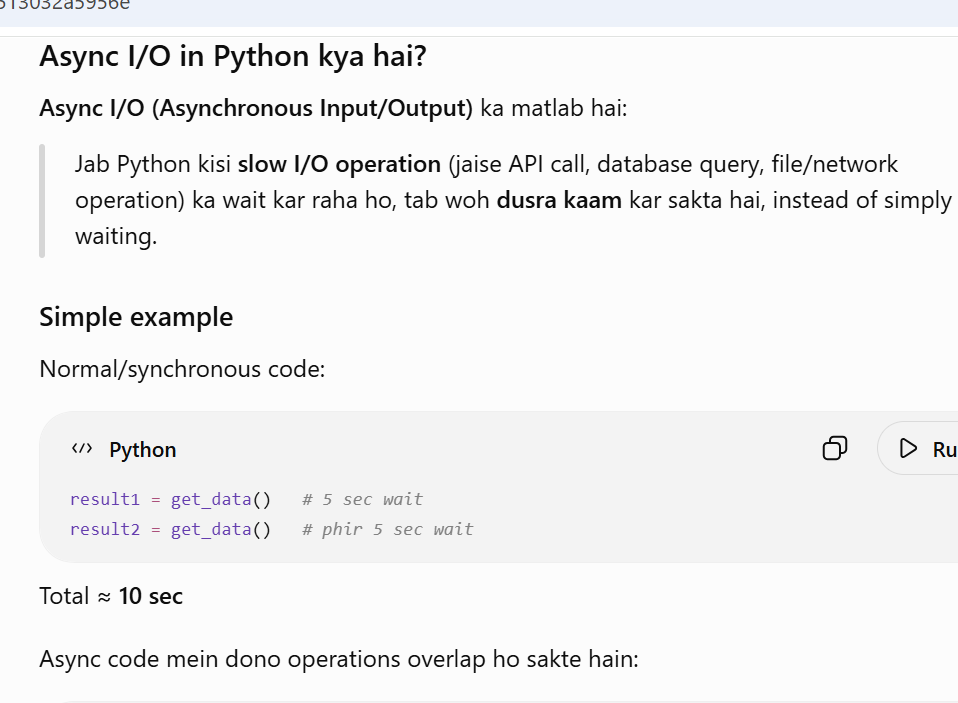 Async I/O in Python kya hai?
Async I/O (Asynchronous Input/Output) ka matlab hai:
Jab Python kisi slow I/O operation (jaise API call, database query, file/network
operation) ka wait kar raha ho, tab woh dusra kaam kar sakta hai, instead of simply
waiting.
Simple example
Normal/synchronous code:
Python
result1 = get_data() # 5 sec wait
result2 = get_data() # phir 5 sec wait
Total ≈ 10 sec
Async code mein dono operations overlap ho sakte hain: